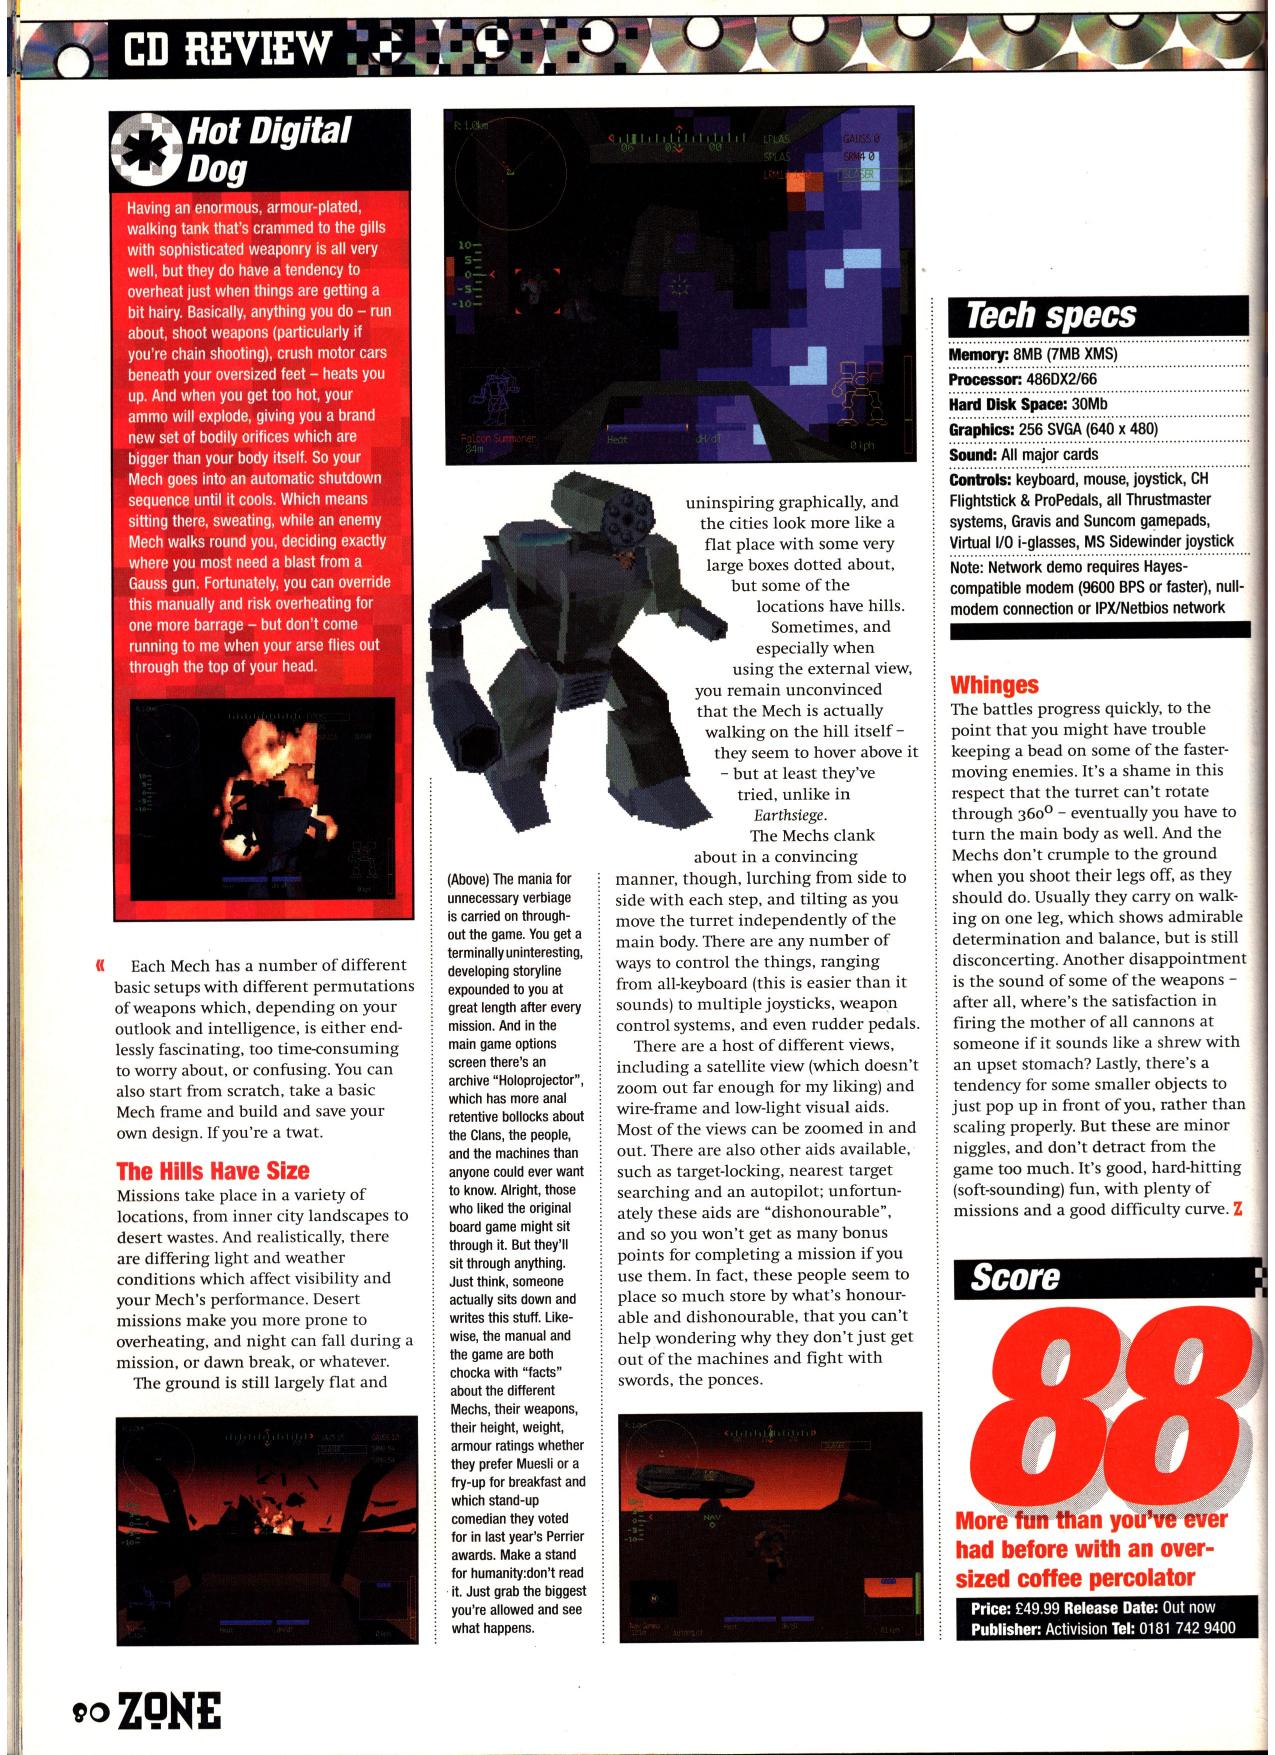 CD REVIEW
Hot Digital
Dog
Having an enormous, armour-plated,
walking tank that's crammed to the gills
with sophisticated weaponry is all very
well, but they do have a tendency to
overheat just when things are getting a
bit hairy. Basically, anything you do – run
about, shoot weapons (particularly if
you're chain shooting), crush motor cars
beneath your oversized feet – heats you
up. And when you get too hot, your
ammo will explode, giving you a brand
new set of bodily orifices which are
bigger than your body itself. So your
Mech goes into an automatic shutdown
sequence until it cools. Which means
sitting there, sweating, while an enemy
Mech walks round you, deciding exactly
where you most need a blast from a
Gauss gun. Fortunately, you can override
this manually and risk overheating for
one more barrage – but don't come
running to me when your arse flies out
through the top of your head.
« Each Mech has a number of different
basic setups with different permutations
of weapons which, depending on your
outlook and intelligence, is either end-
lessly fascinating, too time-consuming
to worry about, or confusing. You can
also start from scratch, take a basic
Mech frame and build and save your
own design. If you're a twat.
The Hills Have Size
Missions take place in a variety of
locations, from inner city landscapes to
desert wastes. And realistically, there
are differing light and weather
conditions which affect visibility and
your Mech's performance. Desert
missions make you more prone to
overheating, and night can fall during a
mission, or dawn break, or whatever.
The ground is still largely flat and
R: 1.0km
06 03 00
LPLAS GAUSS 0
SPLAS SRM4 0
SLASER
10
5
0
-5
-10
Falcon Summoner
84m
Heat dH/dT
0 kph
(Above) The mania for
unnecessary verbiage
is carried on through-
out the game. You get a
terminally uninteresting,
developing storyline
expounded to you at
great length after every
mission. And in the
main game options
screen there's an
archive “Holoprojector”,
which has more anal
retentive bollocks about
the Clans, the people,
and the machines than
anyone could ever want
to know. Alright, those
who liked the original
board game might sit
through it. But they'll
sit through anything.
Just think, someone
actually sits down and
writes this stuff. Like-
wise, the manual and
the game are both
chocka with “facts”
about the different
Mechs, their weapons,
their height, weight,
armour ratings whether
they prefer Muesli or a
fry-up for breakfast and
which stand-up
comedian they voted
for in last year's Perrier
awards. Make a stand
for humanity:don't read
it. Just grab the biggest
you're allowed and see
what happens.
uninspiring graphically, and
the cities look more like a
flat place with some very
large boxes dotted about,
but some of the
locations have hills.
Sometimes, and
especially when
using the external view,
you remain unconvinced
that the Mech is actually
walking on the hill itself –
they seem to hover above it
– but at least they've
tried, unlike in
Earthsiege.
The Mechs clank
about in a convincing
manner, though, lurching from side to
side with each step, and tilting as you
move the turret independently of the
main body. There are any number of
ways to control the things, ranging
from all-keyboard (this is easier than it
sounds) to multiple joysticks, weapon
control systems, and even rudder pedals.
There are a host of different views,
including a satellite view (which doesn't
zoom out far enough for my liking) and
wire-frame and low-light visual aids.
Most of the views can be zoomed in and
out. There are also other aids available,
such as target-locking, nearest target
searching and an autopilot; unfortun-
ately these aids are “dishonourable”,
and so you won't get as many bonus
points for completing a mission if you
use them. In fact, these people seem to
place so much store by what's honour-
able and dishonourable, that you can't
help wondering why they don't just get
out of the machines and fight with
swords, the ponces.
NAV
Tech specs
Memory: 8MB (7MB XMS)
Processor: 486DX2/66
Hard Disk Space: 30Mb
Graphics: 256 SVGA (640 x 480)
Sound: All major cards
Controls: keyboard, mouse, joystick, CH
Flightstick & ProPedals, all Thrustmaster
systems, Gravis and Suncom gamepads,
Virtual I/O i-glasses, MS Sidewinder joystick
Note: Network demo requires Hayes-
compatible modem (9600 BPS or faster), null-
modem connection or IPX/Netbios network
Whinges
The battles progress quickly, to the
point that you might have trouble
keeping a bead on some of the faster-
moving enemies. It's a shame in this
respect that the turret can't rotate
through 360º – eventually you have to
turn the main body as well. And the
Mechs don't crumple to the ground
when you shoot their legs off, as they
should do. Usually they carry on walk-
ing on one leg, which shows admirable
determination and balance, but is still
disconcerting. Another disappointment
is the sound of some of the weapons –
after all, where's the satisfaction in
firing the mother of all cannons at
someone if it sounds like a shrew with
an upset stomach? Lastly, there's a
tendency for some smaller objects to
just pop up in front of you, rather than
scaling properly. But these are minor
niggles, and don't detract from the
game too much. It's good, hard-hitting
(soft-sounding) fun, with plenty of
missions and a good difficulty curve. Z
Score
88
More fun than you've ever
had before with an over-
sized coffee percolator
Price: £49.99 Release Date: Out now
Publisher: Activision Tel: 0181 742 9400
80 ZONE